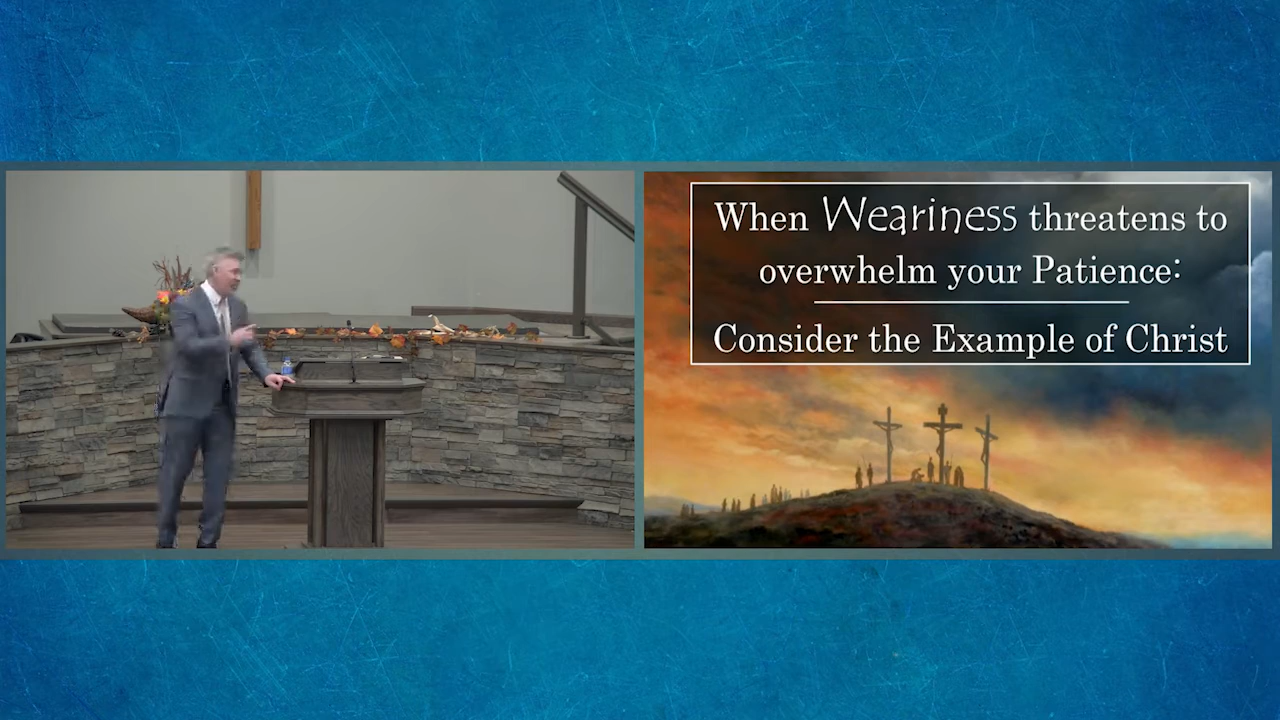 When Weariness threatens to
overwhelm your Patience:
Consider the Example of Christ